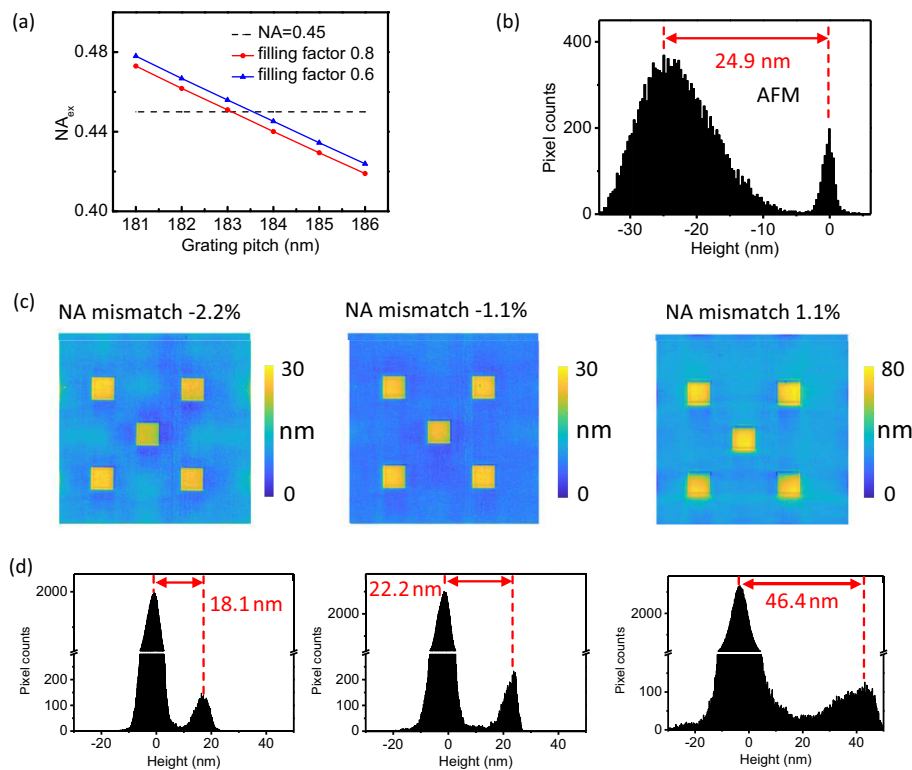 (a)
NA=0.45
filling factor 0.8
filling factor 0.6
0.48
0.44
0.40
NA_ex
181 182 183 184 185 186
Grating pitch (nm)
(b)
24.9 nm
AFM
400
200
0
Pixel counts
-30 -20 -10 0
Height (nm)
(c)
NA mismatch -2.2%
NA mismatch -1.1%
NA mismatch 1.1%
30
nm
0
30
nm
0
80
nm
0
(d)
18.1 nm
2000
200
100
0
Pixel counts
-20 0 20 40
Height (nm)
22.2 nm
2000
400
200
0
Pixel counts
-20 0 20 40
Height (nm)
46.4 nm
2000
200
100
0
Pixel counts
-20 0 20 40
Height (nm)